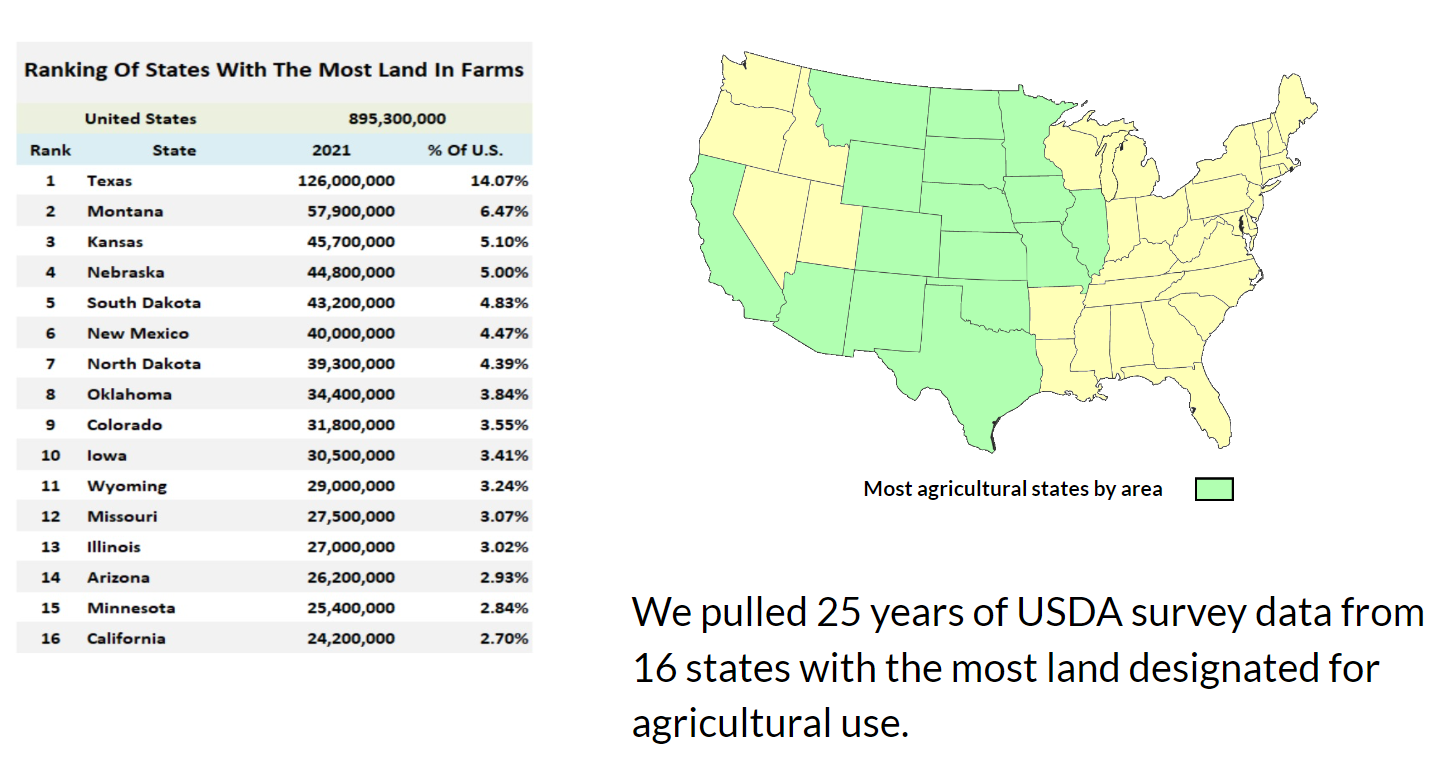 Ranking Of States With The Most Land In Farms
United States 895,300,000
Rank State 2021 % Of U.S.
1 Texas 126,000,000 14.07%
2 Montana 57,900,000 6.47%
3 Kansas 45,700,000 5.10%
4 Nebraska 44,800,000 5.00%
5 South Dakota 43,200,000 4.83%
6 New Mexico 40,000,000 4.47%
7 North Dakota 39,300,000 4.39%
8 Oklahoma 34,400,000 3.84%
9 Colorado 31,800,000 3.55%
10 Iowa 30,500,000 3.41%
11 Wyoming 29,000,000 3.24%
12 Missouri 27,500,000 3.07%
13 Illinois 27,000,000 3.02%
14 Arizona 26,200,000 2.93%
15 Minnesota 25,400,000 2.84%
16 California 24,200,000 2.70%
Most agricultural states by area
We pulled 25 years of USDA survey data from
16 states with the most land designated for
agricultural use.